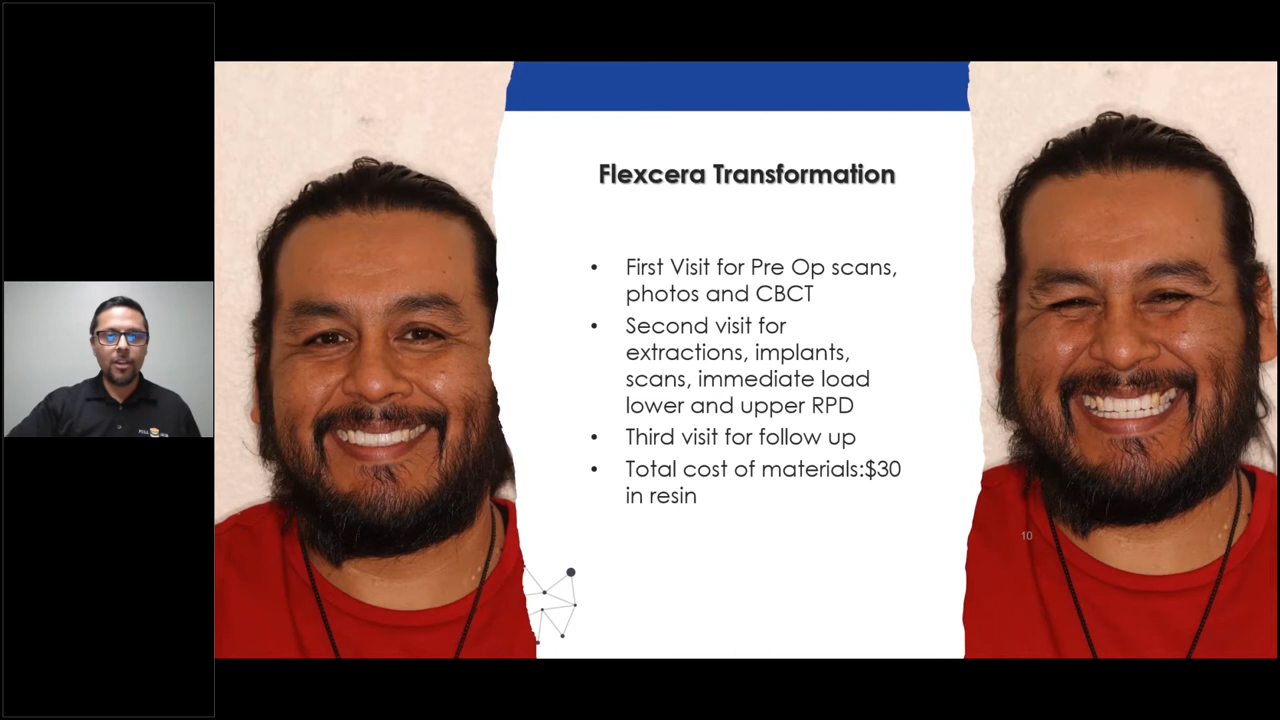 Flexcera Transformation
• First Visit for Pre Op scans,
photos and CBCT
• Second visit for
extractions, implants,
scans, immediate load
lower and upper RPD
• Third visit for follow up
• Total cost of materials:$30
in resin
10